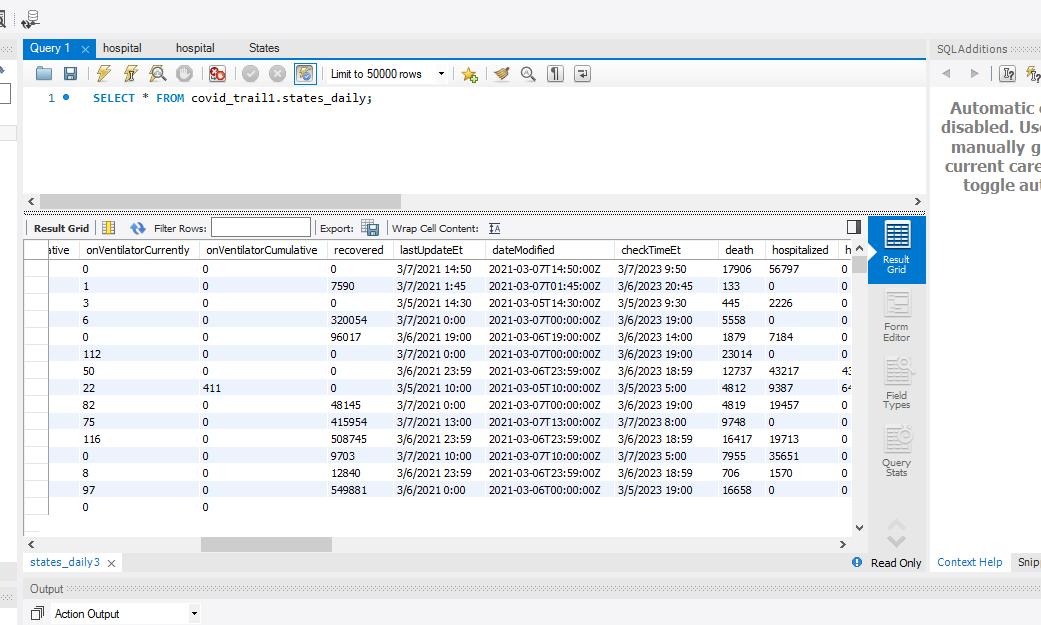 Query 1 hospital hospital States SQLAdditions
Limit to 50000 rows
1 SELECT * FROM covid_trail1.states_daily;
Automatic
disabled. Use
manually
current care
toggle aut
Result Grid Filter Rows: Export: Wrap Cell Content: IA
ative onVentilatorCurrently onVentilatorCumulative recovered lastUpdateEt dateModified checkTimeEt death hospitalized h
0 0 0 3/7/2021 14:50 2021-03-07T14:50:00Z 3/7/2023 9:50 17906 56797 0
1 0 7590 3/7/2021 1:45 2021-03-07T01:45:00Z 3/6/2023 20:45 133 0 0
3 0 0 3/5/2021 14:30 2021-03-05T14:30:00Z 3/5/2023 9:30 445 2226 0
6 0 320054 3/7/2021 0:00 2021-03-07T00:00:00Z 3/6/2023 19:00 5558 0 0
0 0 96017 3/6/2021 19:00 2021-03-06T19:00:00Z 3/6/2023 14:00 1879 7184 0
112 0 0 3/7/2021 0:00 2021-03-07T00:00:00Z 3/6/2023 19:00 23014 0 0
50 0 0 3/6/2021 23:59 2021-03-06T23:59:00Z 3/6/2023 18:59 12737 43217 43
22 411 0 3/5/2021 10:00 2021-03-05T10:00:00Z 3/5/2023 5:00 4812 9387 64
82 0 48145 3/7/2021 0:00 2021-03-07T00:00:00Z 3/6/2023 19:00 4819 19457 0
75 0 415954 3/7/2021 13:00 2021-03-07T13:00:00Z 3/7/2023 8:00 9748 0 0
116 0 508745 3/6/2021 23:59 2021-03-06T23:59:00Z 3/6/2023 18:59 16417 19713 0
0 0 9703 3/7/2021 10:00 2021-03-07T10:00:00Z 3/7/2023 5:00 7955 35651 0
8 0 12840 3/6/2021 23:59 2021-03-06T23:59:00Z 3/6/2023 18:59 706 1570 0
97 0 549881 3/6/2021 0:00 2021-03-06T00:00:00Z 3/5/2023 19:00 16658 0 0
0 0
Result
Grid
Form
Editor
Field
Types
Query
Stats
states_daily3 Read Only Context Help Snip
Output
Action Output